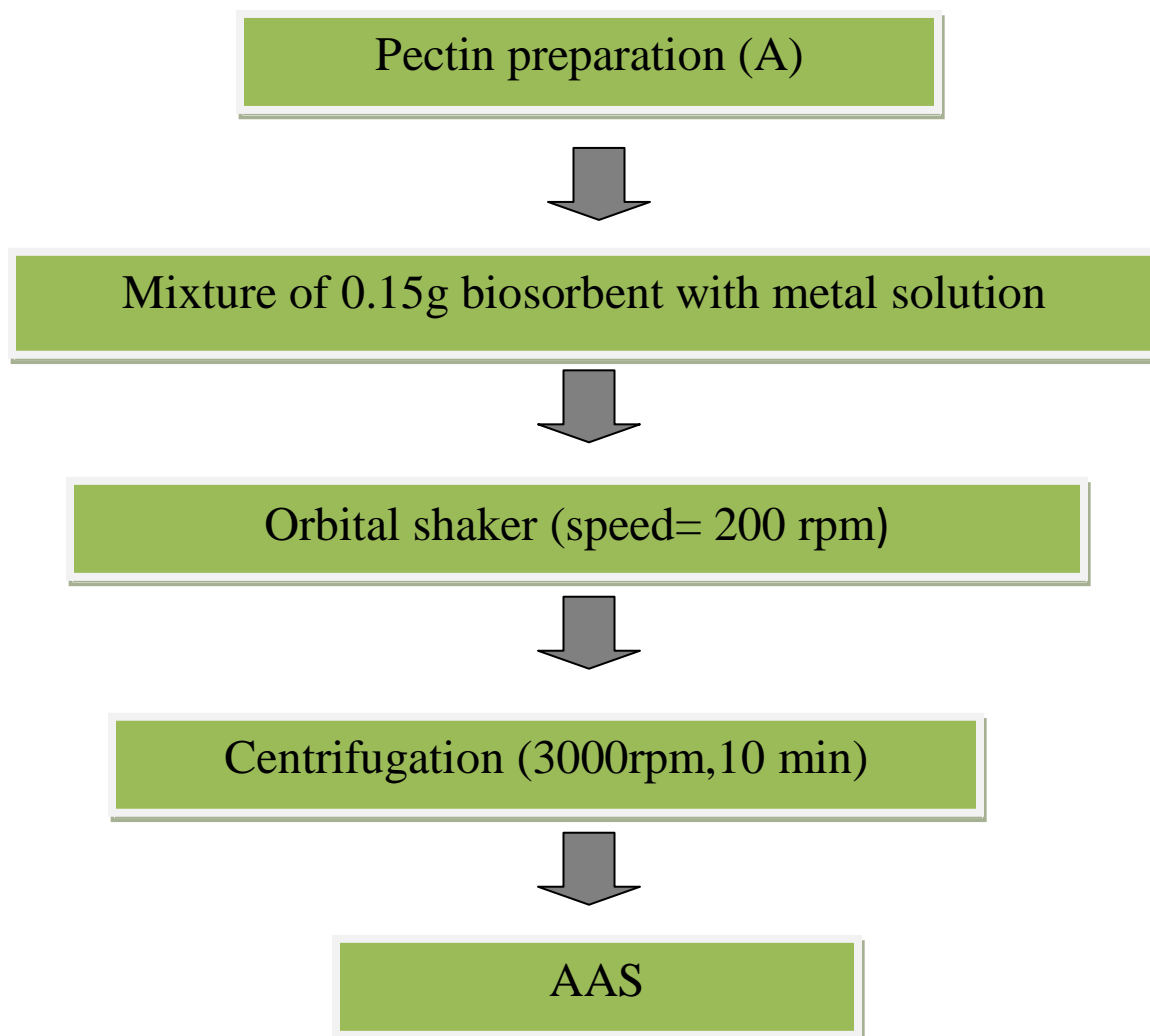 Pectin preparation (A)
Mixture of 0.15g biosorbent with metal solution
Orbital shaker (speed= 200 rpm)
Centrifugation (3000rpm,10 min)
AAS